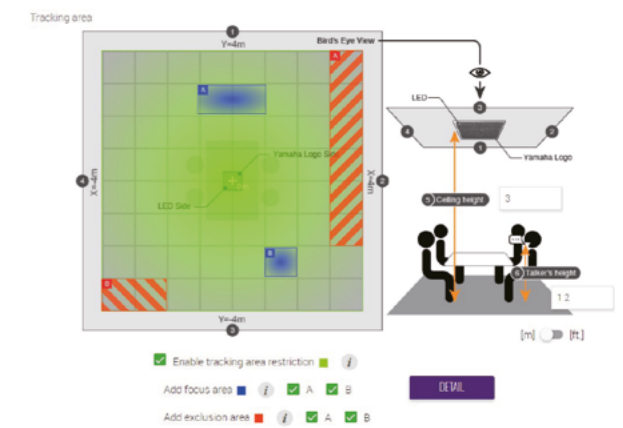 Tracking area
1
Y=4m
Bird's Eye View
A
A
LED
3
4
2
1
Yamaha Logo
Yamaha Logo Side
LED Side
4
X=-4m
X=4m
2
5 Ceiling height
3
B
B
6 Talker's height
1.2
Y=-4m
3
[m]
[ft.]
Enable tracking area restriction
i
Add focus area
i
A
B
DETAIL
Add exclusion area
i
A
B